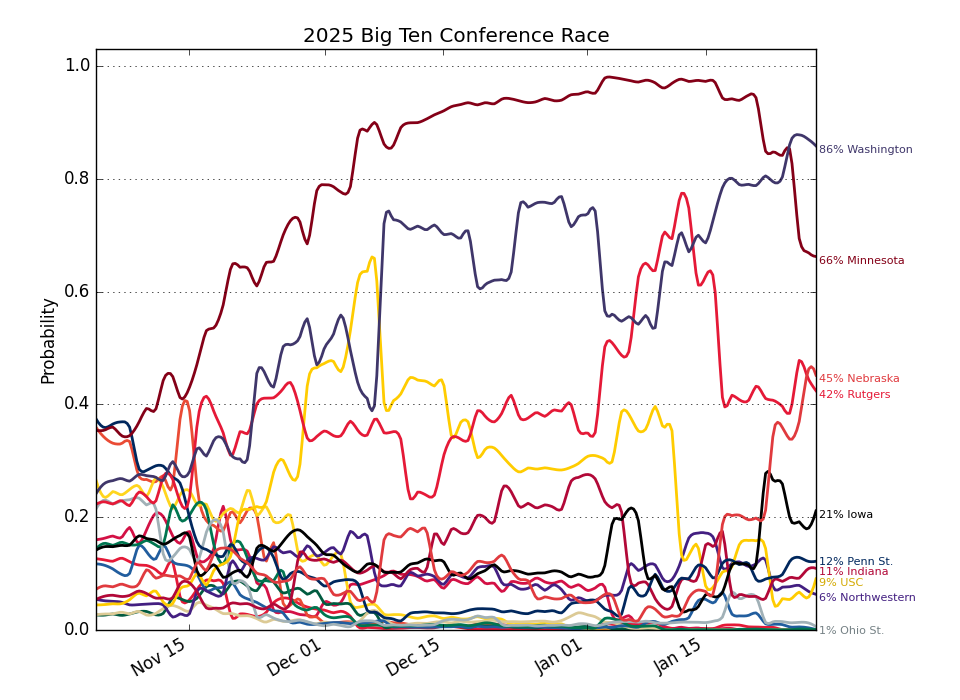 2025 Big Ten Conference Race
Probability
1.0
0.8
0.6
0.4
0.2
0.0
86% Washington
66% Minnesota
45% Nebraska
42% Rutgers
21% Iowa
12% Penn St.
11% Indiana
9% USC
6% Northwestern
1% Ohio St.
Nov 15
Dec 01
Dec 15
Jan 01
Jan 15